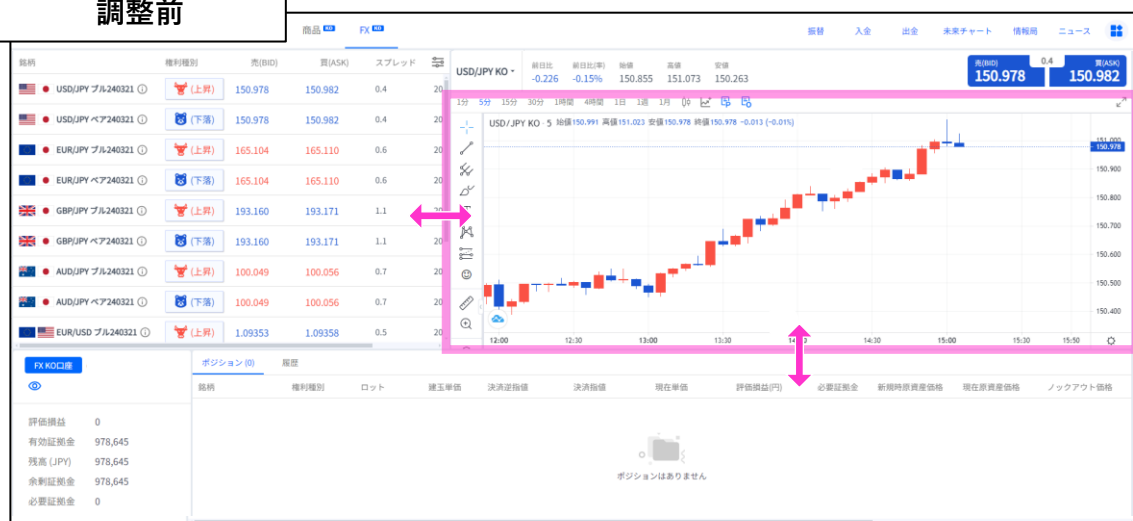 調整前
商品 KO FX KO
振替 入金 出金 未来チャート 情報局 ニュース
銘柄 権利種別 売(BID) 買(ASK) スプレッド
USD/JPY ブル240321 (上昇) 150.978 150.982 0.4 20
USD/JPY ベア240321 (下落) 150.978 150.982 0.4 20
EUR/JPY ブル240321 (上昇) 165.104 165.110 0.6 20
EUR/JPY ベア240321 (下落) 165.104 165.110 0.6 20
GBP/JPY ブル240321 (上昇) 193.160 193.171 1.1 20
GBP/JPY ベア240321 (下落) 193.160 193.171 1.1 20
AUD/JPY ブル240321 (上昇) 100.049 100.056 0.7 20
AUD/JPY ベア240321 (下落) 100.049 100.056 0.7 20
EUR/USD ブル240321 (上昇) 1.09353 1.09358 0.5 20
USD/JPY KO
前日比 前日比(率) 始値 高値 安値
-0.226 -0.15% 150.855 151.073 150.263
売(BID) 0.4 買(ASK)
150.978 150.982
1分 5分 15分 30分 1時間 4時間 1日 1週 1月
USD/JPY KO · 5 始値150.991 高値151.023 安値150.978 終値150.978 −0.013 (−0.01%)
151.000
150.978
150.900
150.800
150.700
150.600
150.500
150.400
12:00 12:30 13:00 13:30 14:30 15:00 15:30 15:50
FX KO口座
評価損益 0
有効証拠金 978,645
残高 (JPY) 978,645
余剰証拠金 978,645
必要証拠金 0
ポジション (0) 履歴
銘柄 権利種別 ロット 建玉単価 決済逆指値 決済指値 現在単価 評価損益(円) 必要証拠金 新規時原資産価格 現在原資産価格 ノックアウト価格
ポジションはありません